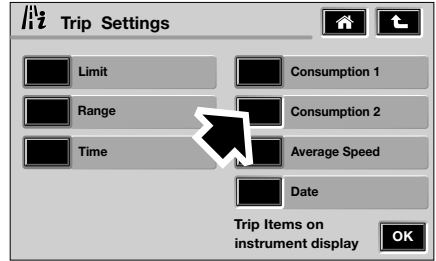 i Trip Settings
Limit
Range
Time
Consumption 1
Consumption 2
Average Speed
Date
Trip Items on
instrument display
OK